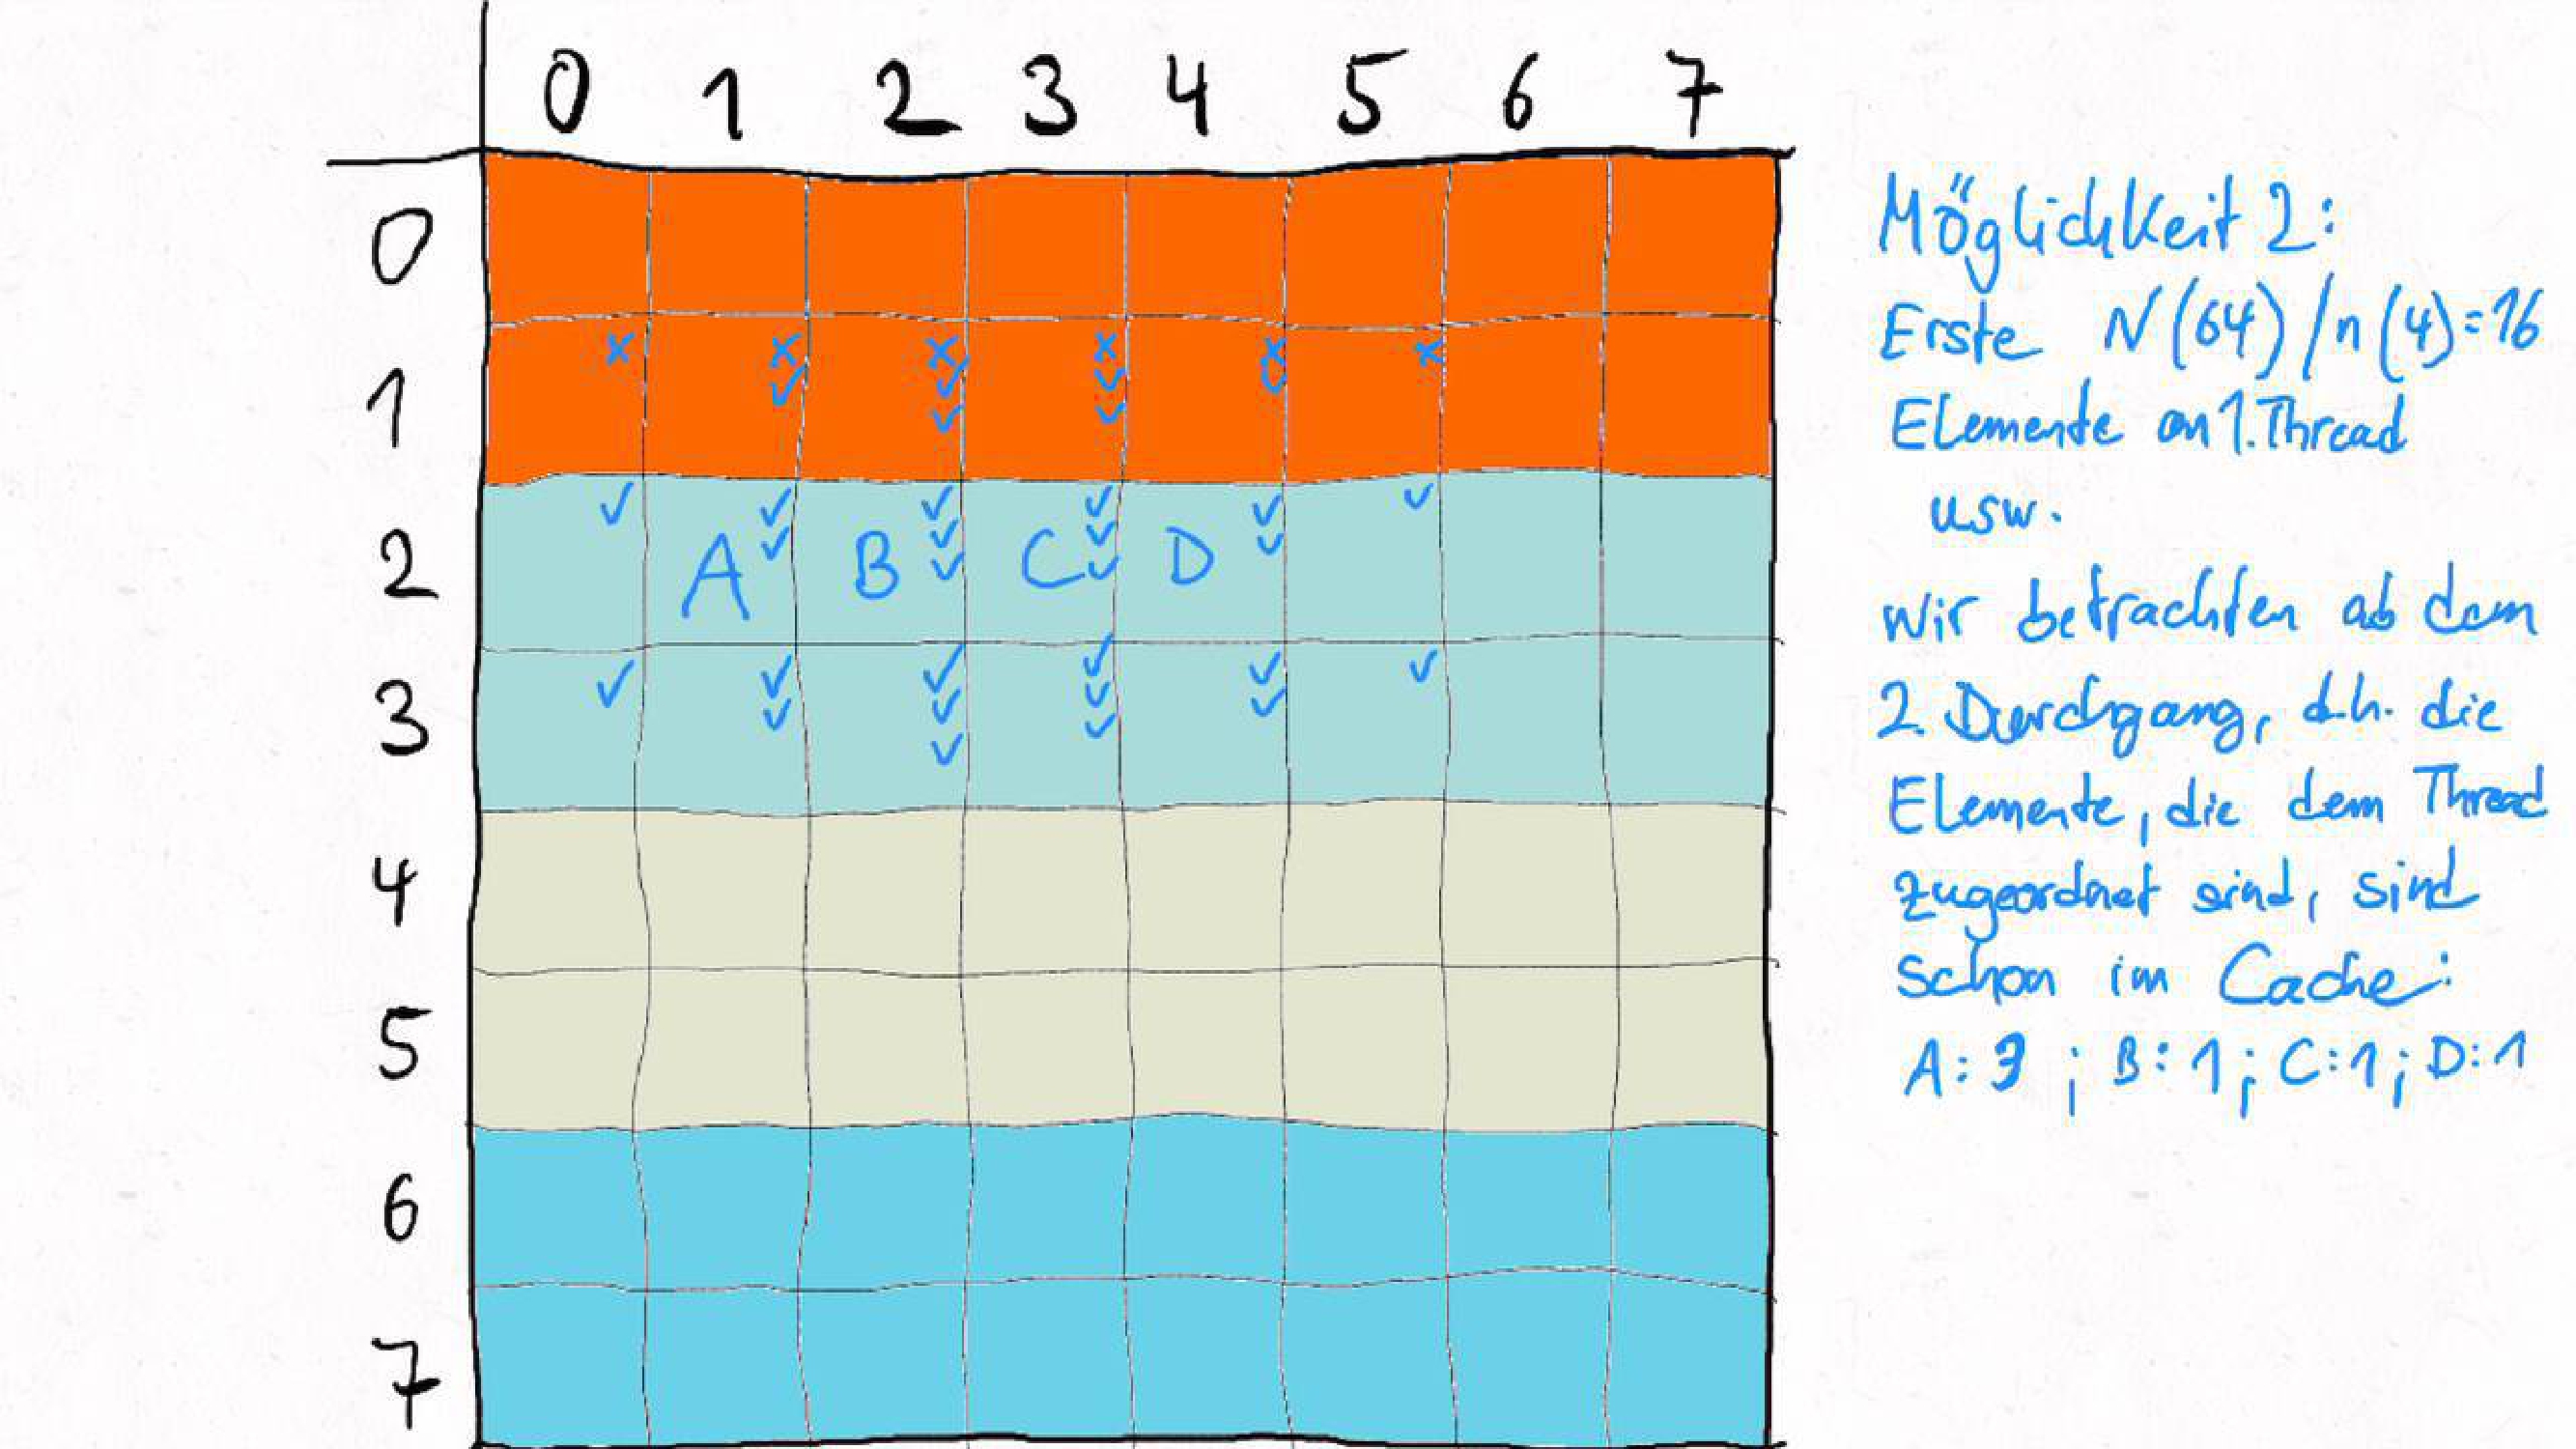 0 1 2 3 4 5 6 7
0
1
2 A B C D
3
4
5
6
7
Möglichkeit 2:
Erste N(64)/n(4)=16
Elemente an 1. Thread
usw.
Wir betrachten ab dem
2. Durchgang, d.h. die
Elemente, die dem Thread
zugeordnet sind, sind
schon im Cache:
A: 3 ; B: 1 ; C: 1 ; D: 1